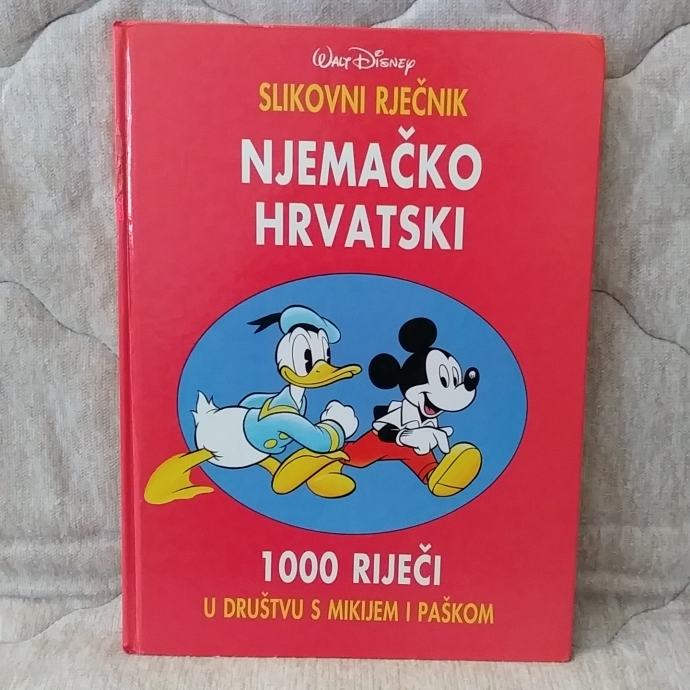 Walt Disney
SLIKOVNI RJEČNIK
NJEMAČKO
HRVATSKI
1000 RIJEČI
U DRUŠTVU S MIKIJEM I PAŠKOM